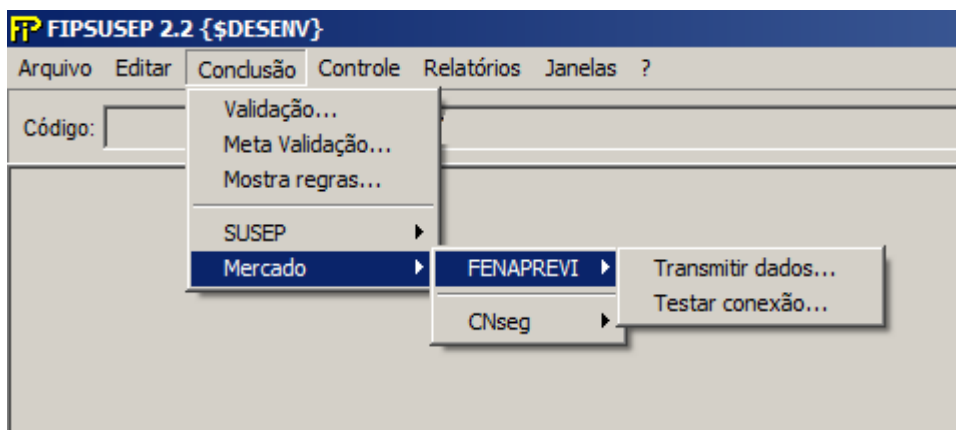 FIP FIPSUSEP 2.2 {$DESENV}
Arquivo Editar Conclusão Controle Relatórios Janelas ?
Código:
Validação...
Meta Validação...
Mostra regras...
SUSEP
Mercado
FENAPREVI
CNseg
Transmitir dados...
Testar conexão...